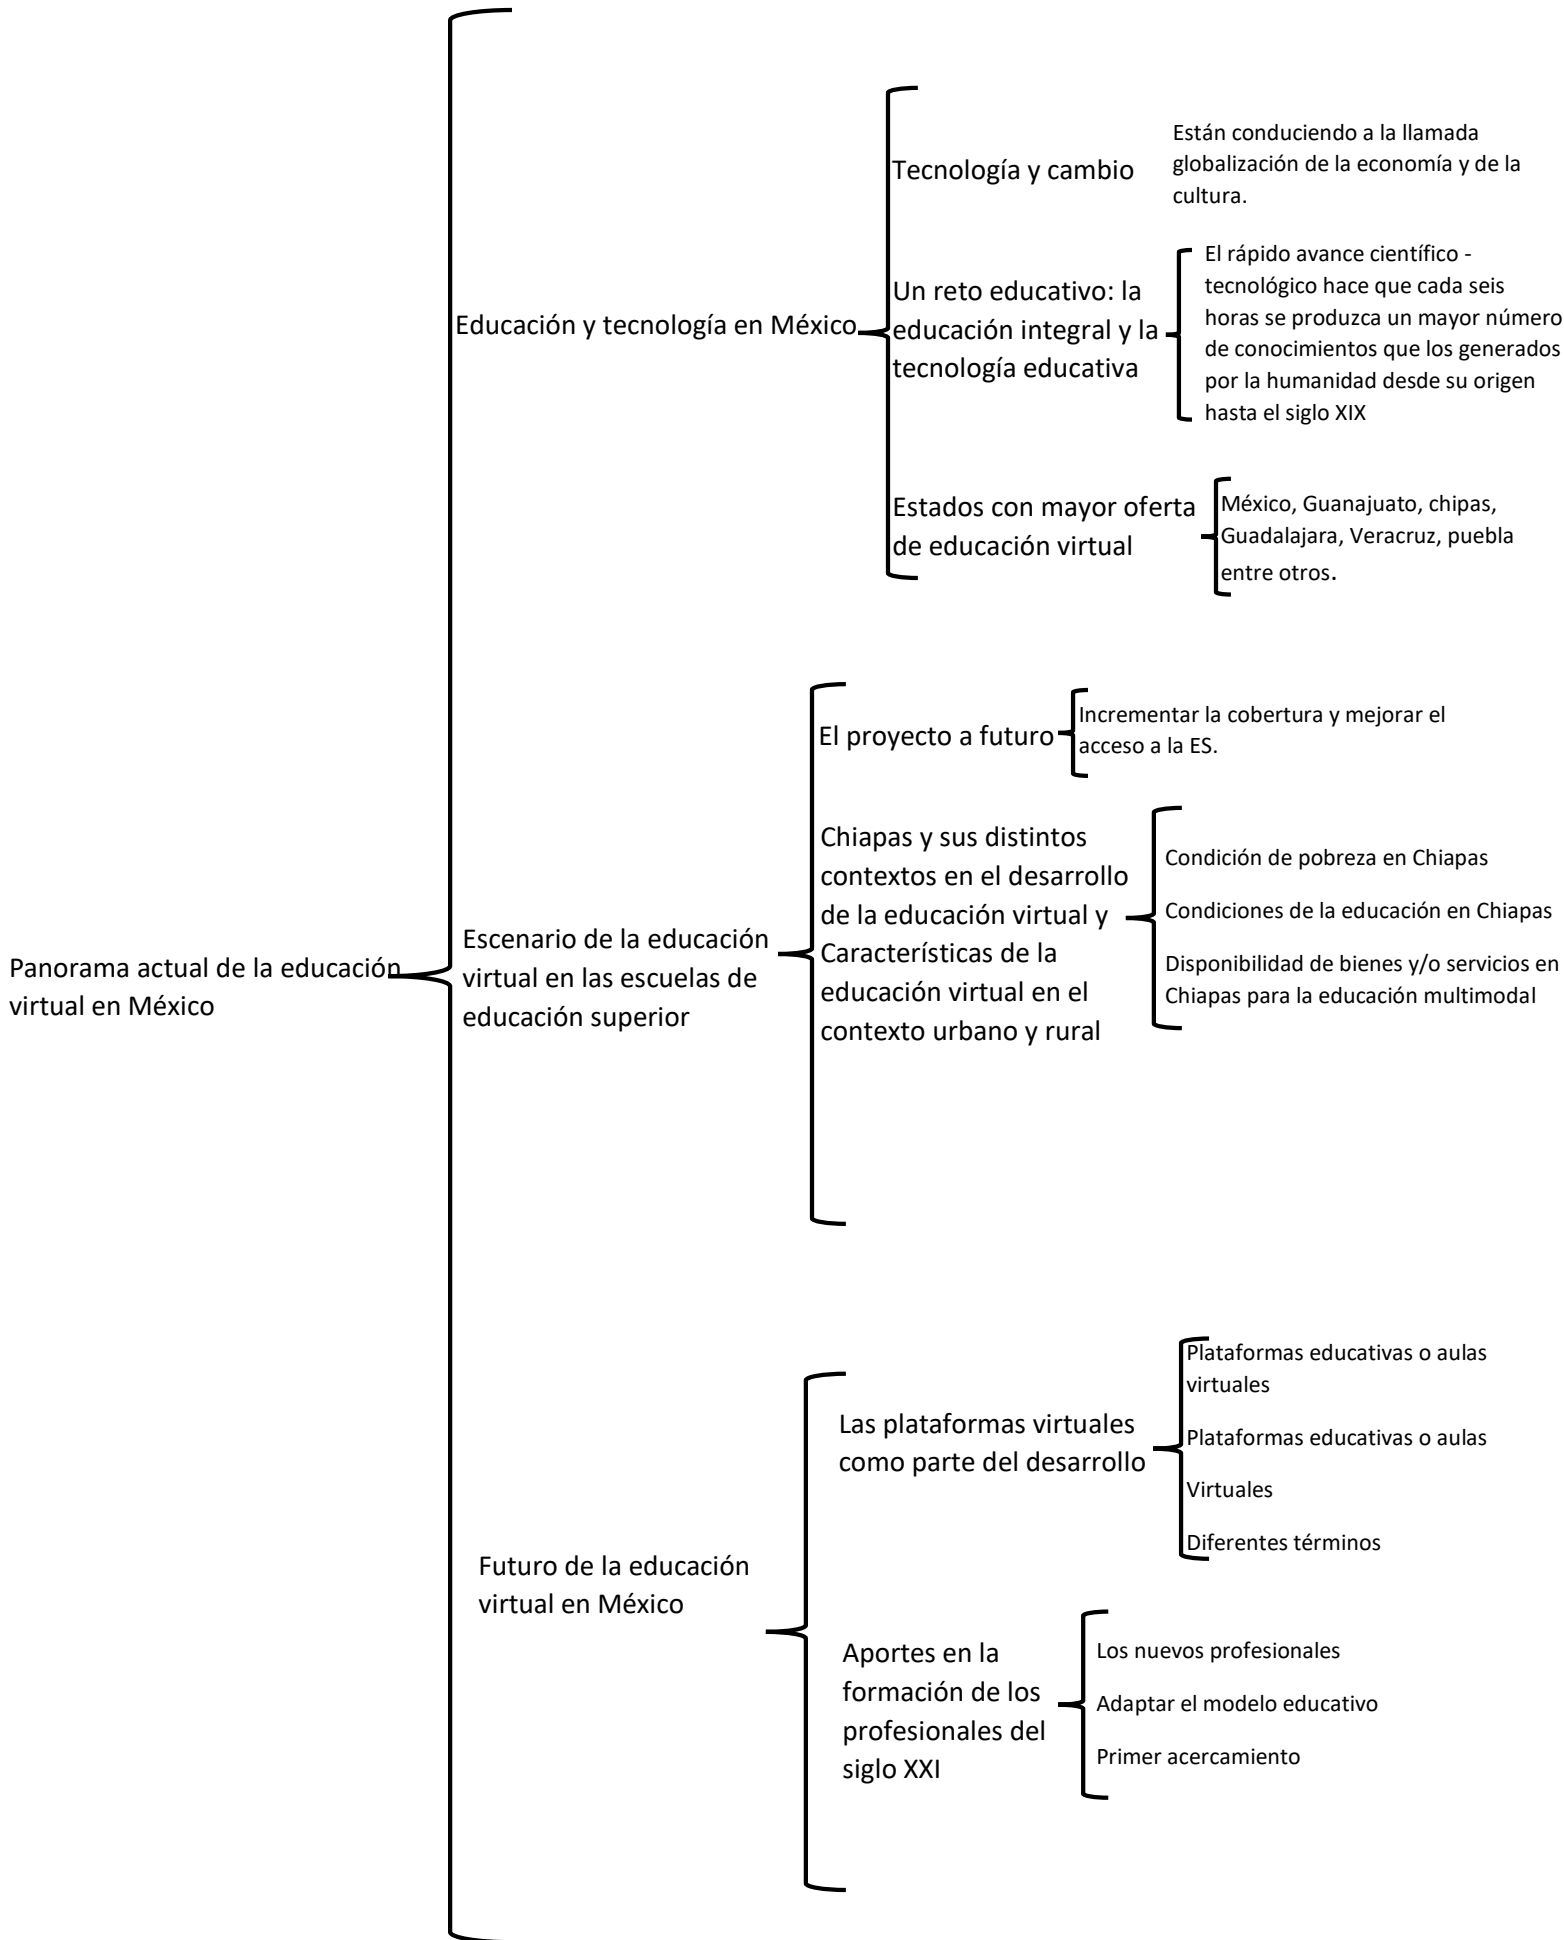 Panorama actual de la educación
virtual en México
Educación y tecnología en México
Tecnología y cambio
Están conduciendo a la llamada
globalización de la economía y de la
cultura.
Un reto educativo: la
educación integral y la
tecnología educativa
El rápido avance científico -
tecnológico hace que cada seis
horas se produzca un mayor número
de conocimientos que los generados
por la humanidad desde su origen
hasta el siglo XIX
Estados con mayor oferta
de educación virtual
México, Guanajuato, chipas,
Guadalajara, Veracruz, puebla
entre otros.
Escenario de la educación
virtual en las escuelas de
educación superior
El proyecto a futuro
Incrementar la cobertura y mejorar el
acceso a la ES.
Chiapas y sus distintos
contextos en el desarrollo
de la educación virtual y
Características de la
educación virtual en el
contexto urbano y rural
Condición de pobreza en Chiapas
Condiciones de la educación en Chiapas
Disponibilidad de bienes y/o servicios en
Chiapas para la educación multimodal
Futuro de la educación
virtual en México
Las plataformas virtuales
como parte del desarrollo
Plataformas educativas o aulas
virtuales
Plataformas educativas o aulas
Virtuales
Diferentes términos
Aportes en la
formación de los
profesionales del
siglo XXI
Los nuevos profesionales
Adaptar el modelo educativo
Primer acercamiento